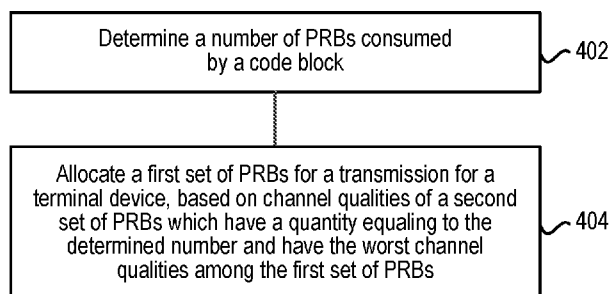 Determine a number of PRBs consumed
by a code block
402
Allocate a first set of PRBs for a transmission for a
terminal device, based on channel qualities of a second
set of PRBs which have a quantity equaling to the
determined number and have the worst channel
qualities among the first set of PRBs
404